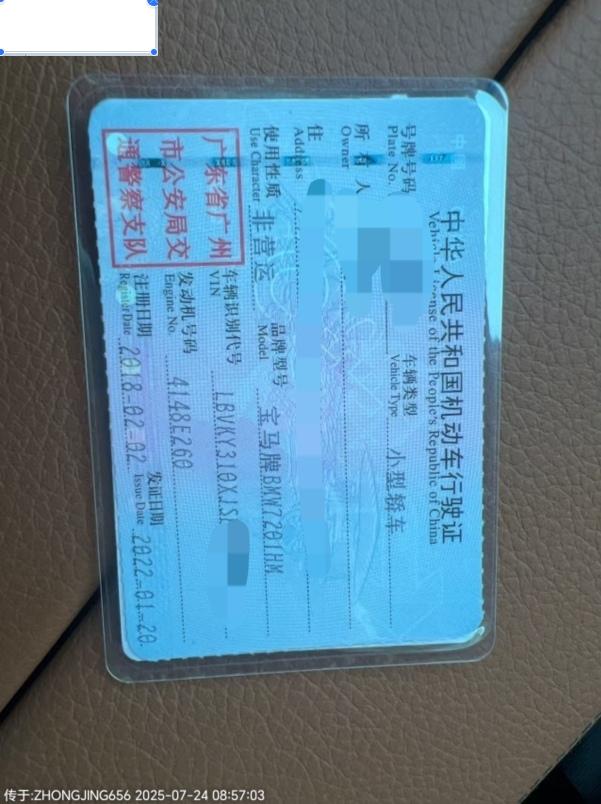 中华人民共和国机动车行驶证
Vehicle License of the People's Republic of China
号牌号码
Plate No.
车辆类型
Vehicle Type
小型轿车
所有人
Owner
住
Address
使用性质
Use Character
非营运
品牌型号
Model
宝马牌BMW7201HM
广东省广州
市公安局交
通警察支队
车辆识别代号
VIN
LBVKY310XJS
发动机号码
Engine No.
4148E260
注册日期
Register Date
2018-02-02
发证日期
Issue Date
2022-01-20
传于:ZHONGJING656 2025-07-24 08:57:03